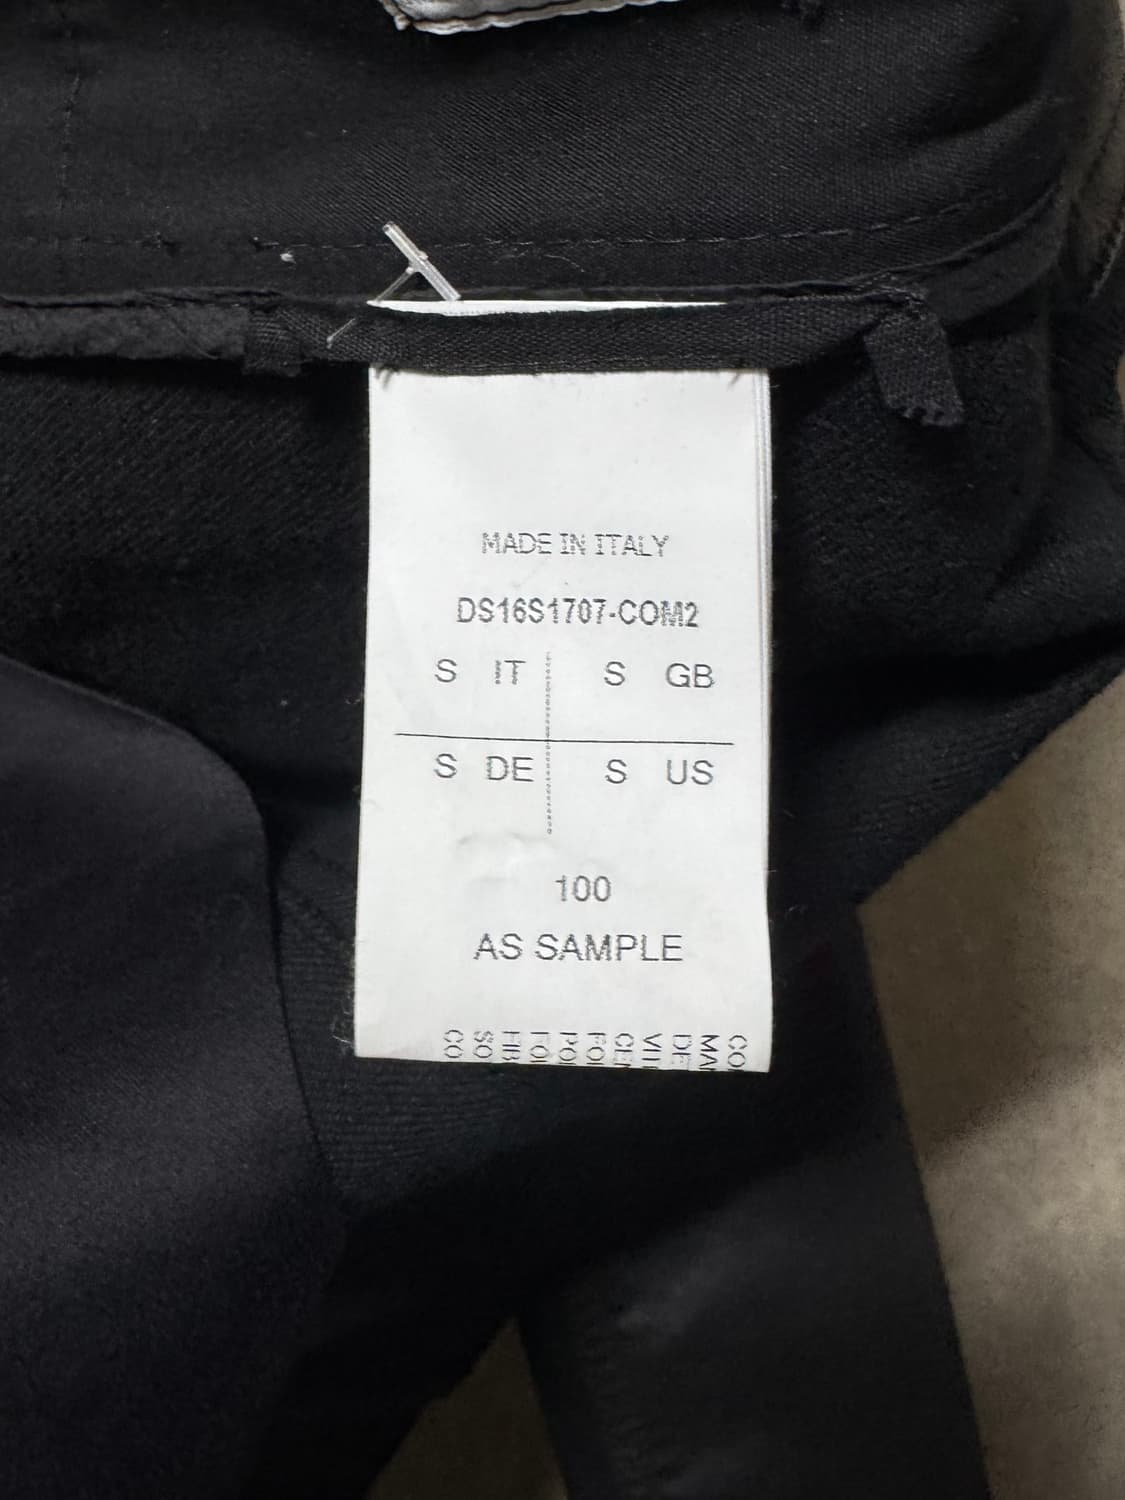 MADE IN ITALY
DS16S1707-COM2
S IT S GB
S DE S US
100
AS SAMPLE